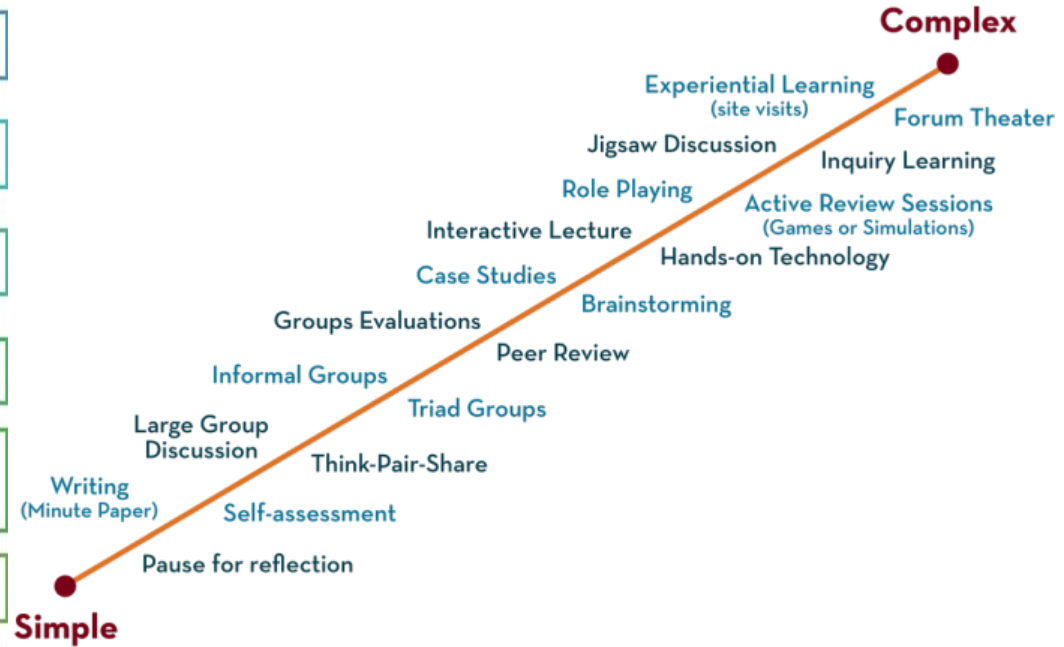 Complex
Experiential Learning
(site visits)
Forum Theater
Jigsaw Discussion
Inquiry Learning
Role Playing
Active Review Sessions
(Games or Simulations)
Interactive Lecture
Hands-on Technology
Case Studies
Brainstorming
Groups Evaluations
Peer Review
Informal Groups
Triad Groups
Large Group
Discussion
Think-Pair-Share
Writing
(Minute Paper)
Self-assessment
Pause for reflection
Simple